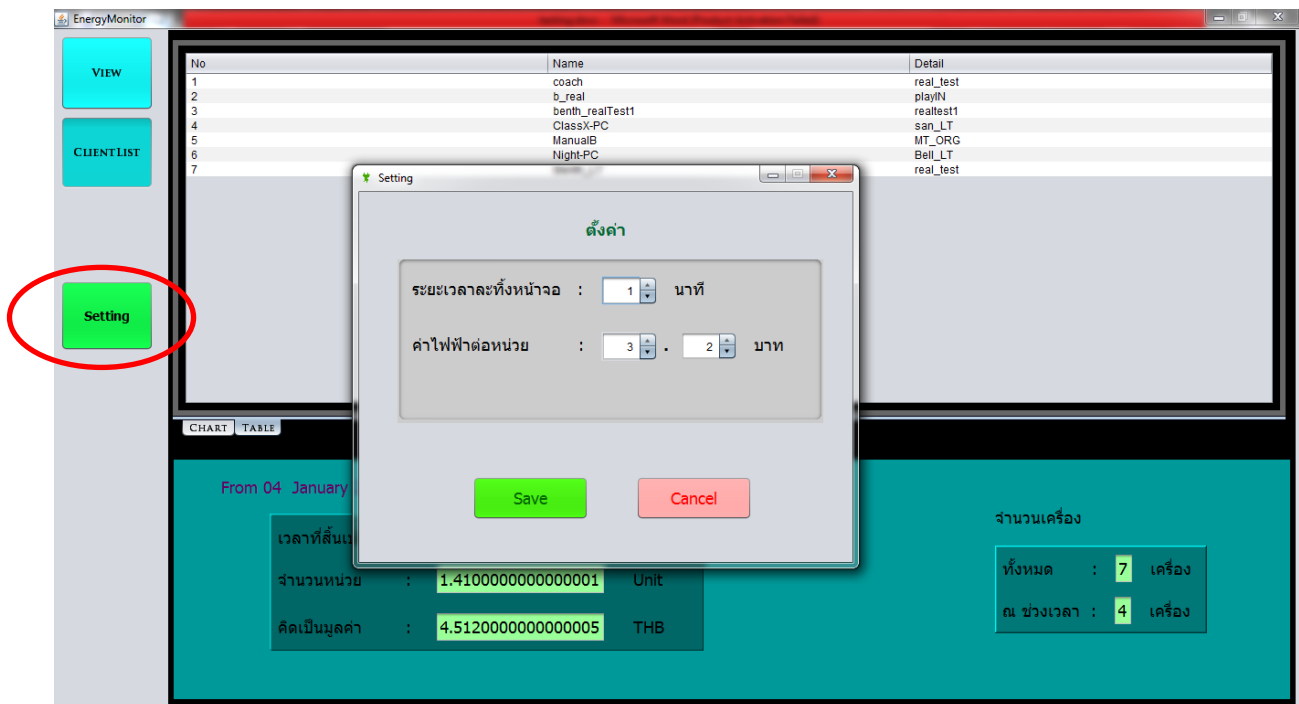 EnergyMonitor
VIEW
CLIENTLIST
Setting
No Name Detail
1 coach real_test
2 b_real playIN
3 benth_realTest1 realtest1
4 ClassX-PC san_LT
5 ManualB MT_ORG
6 Night-PC Bell_LT
7 real_test
Setting
ตั้งค่า
ระยะเวลาละทิ้งหน้าจอ : 1 นาที
ค่าไฟฟ้าต่อหน่วย : 3 . 2 บาท
Save Cancel
CHART TABLE
From 04 January
เวลาที่สิ้น
จำนวนหน่วย : 1.4100000000000001 Unit
คิดเป็นมูลค่า : 4.5120000000000005 THB
จำนวนเครื่อง
ทั้งหมด : 7 เครื่อง
ณ ช่วงเวลา : 4 เครื่อง